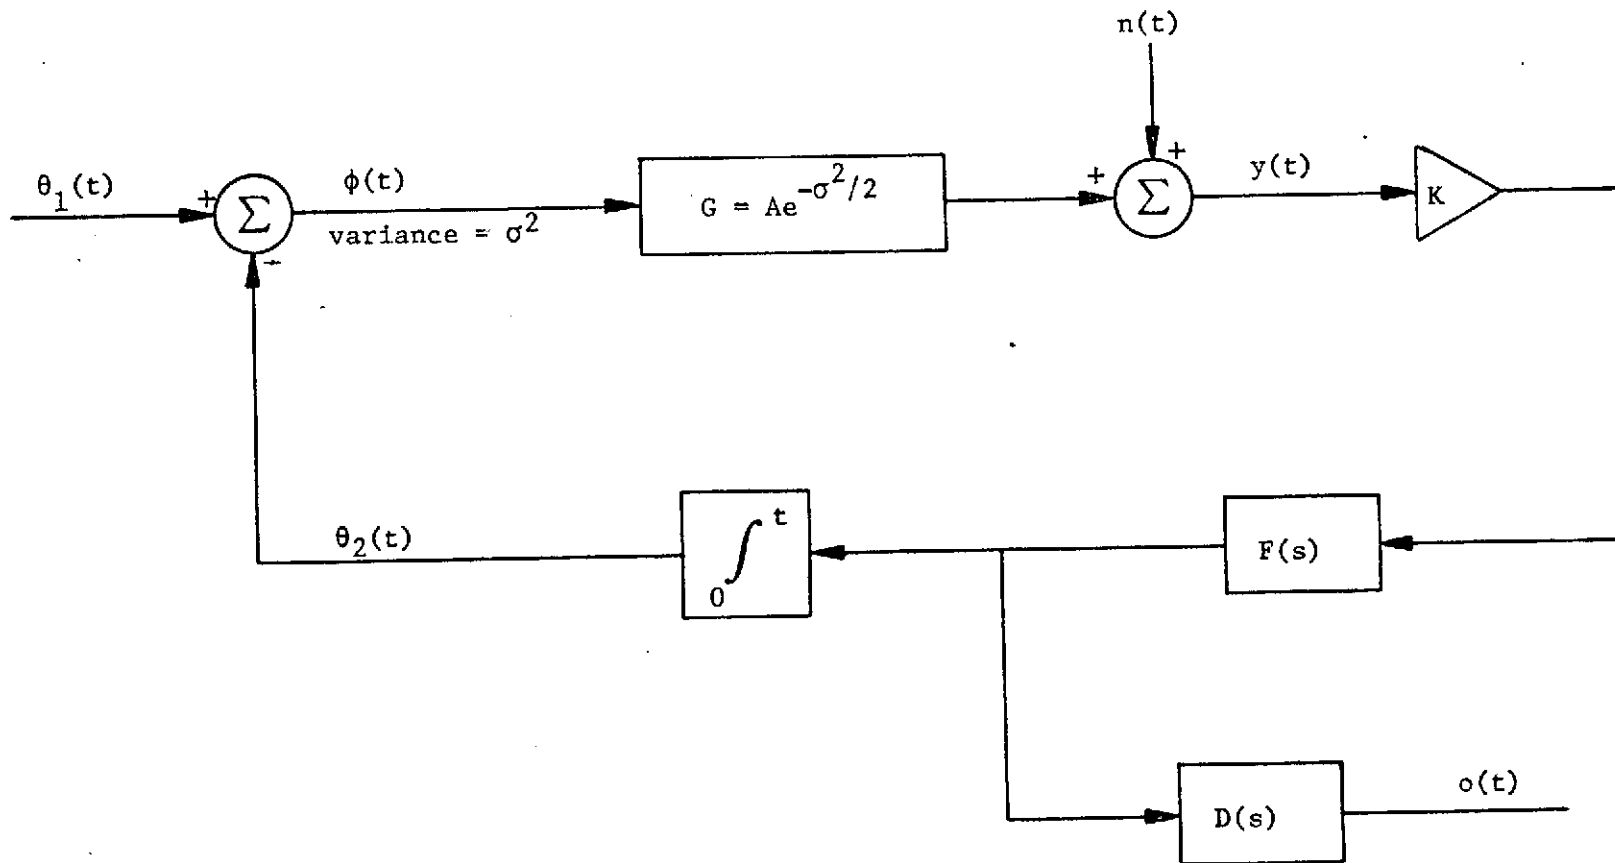 n(t)
θ₁(t)
+
Σ
-
φ(t)
variance = σ²
G = Ae^{-σ²/2}
+
+
Σ
y(t)
K
θ₂(t)
∫₀ᵗ
F(s)
D(s)
o(t)